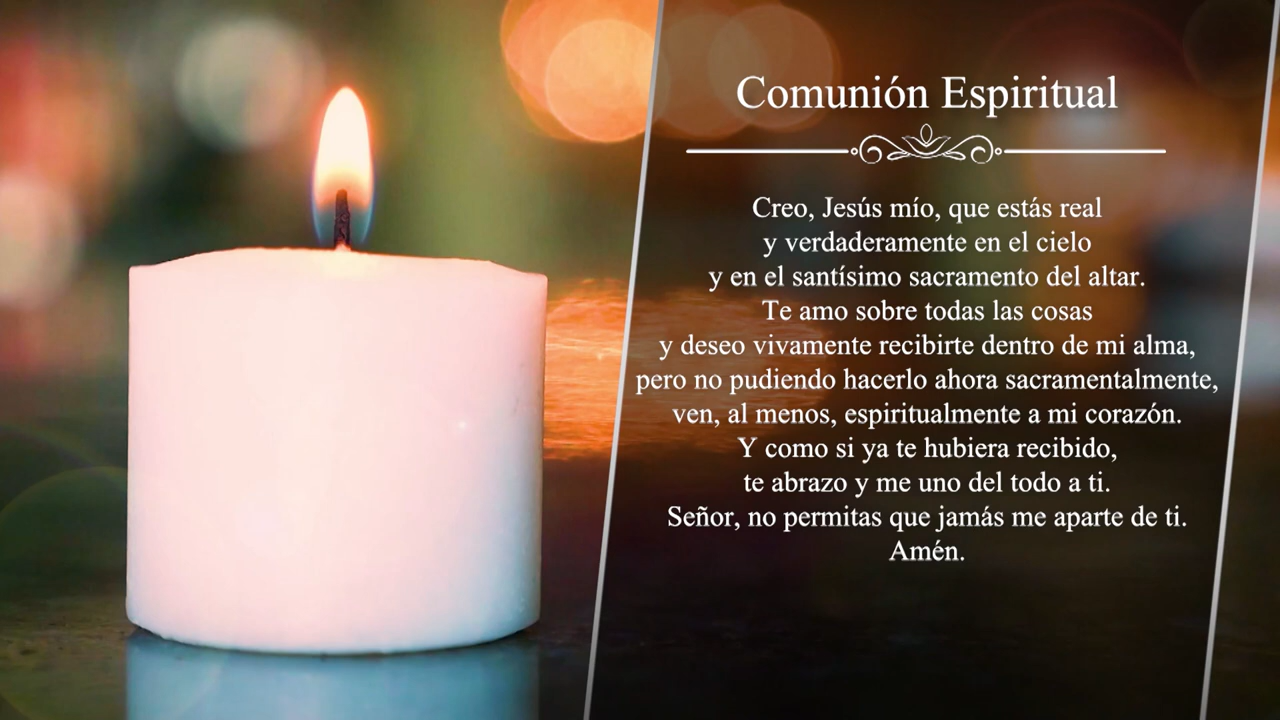 Comunión Espiritual
Creo, Jesús mío, que estás real
y verdaderamente en el cielo
y en el santísimo sacramento del altar.
Te amo sobre todas las cosas
y deseo vivamente recibirte dentro de mi alma,
pero no pudiendo hacerlo ahora sacramentalmente,
ven, al menos, espiritualmente a mi corazón.
Y como si ya te hubiera recibido,
te abrazo y me uno del todo a ti.
Señor, no permitas que jamás me aparte de ti.
Amén.